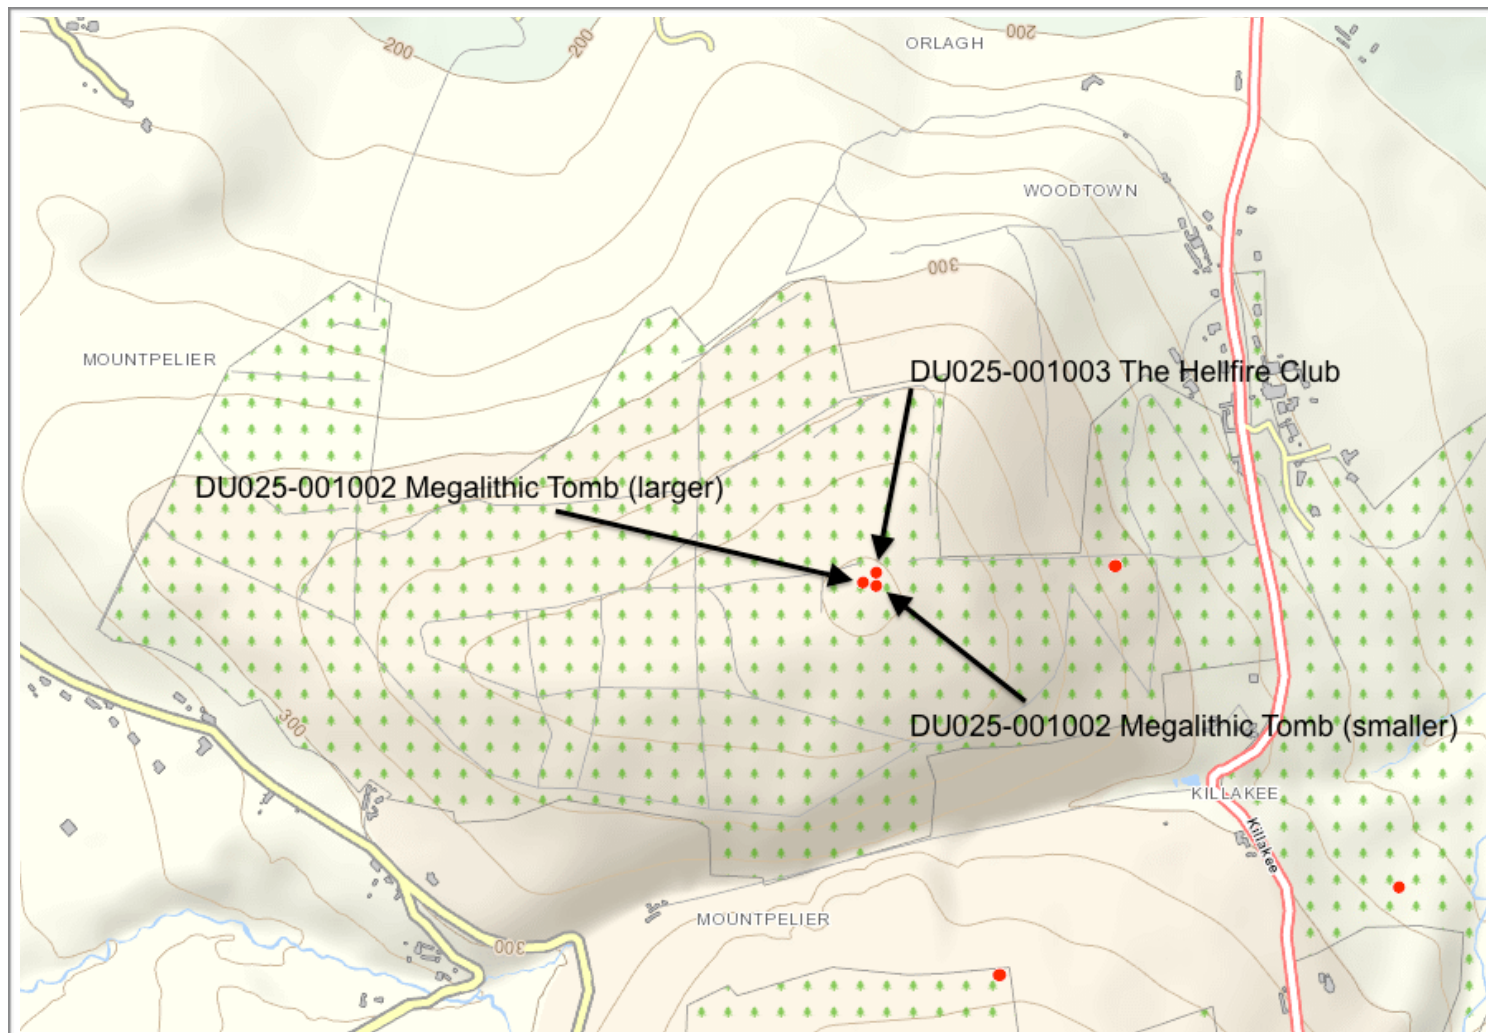 200
200
ORLAGH
200
WOODTOWN
300
MOUNTPELIER
DU025-001003 The Hellfire Club
DU025-001002 Megalithic Tomb (larger)
300
DU025-001002 Megalithic Tomb (smaller)
KILLAKEE
Killakee
MOUNTPELIER
300